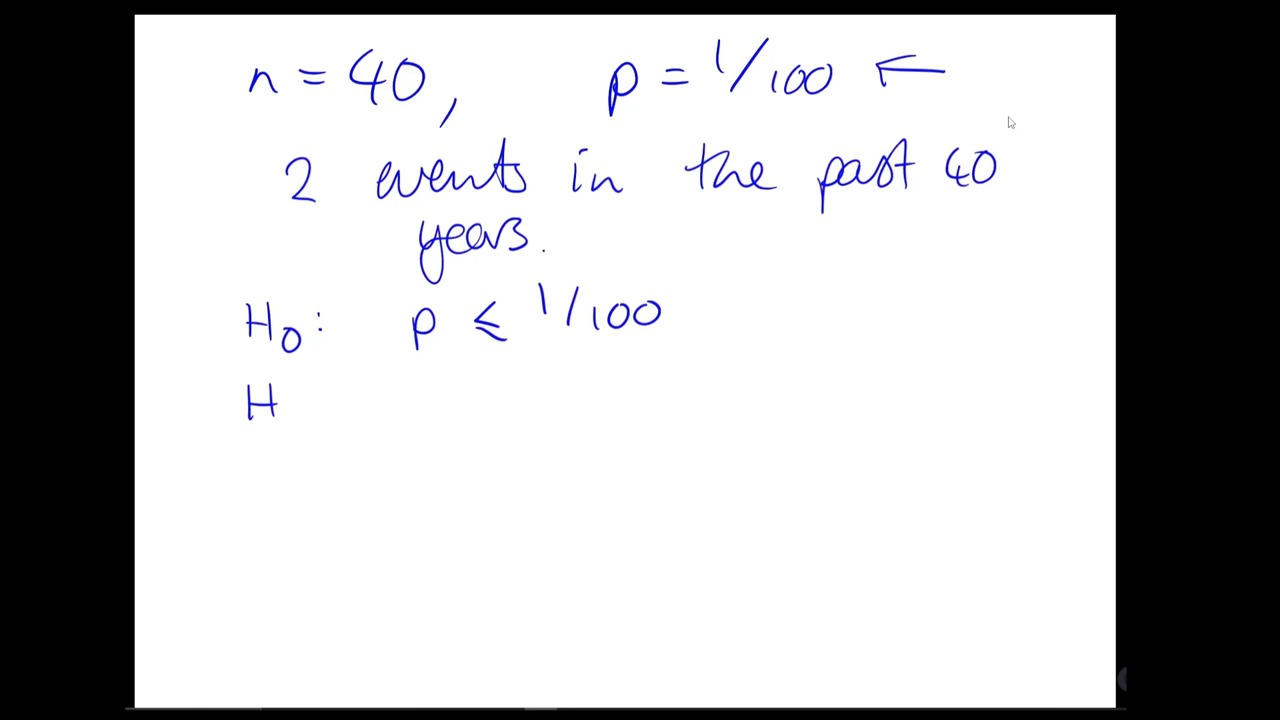 n = 40, p = 1/100 ←
2 events in the past 40
years.
H₀: p ≤ 1/100
H